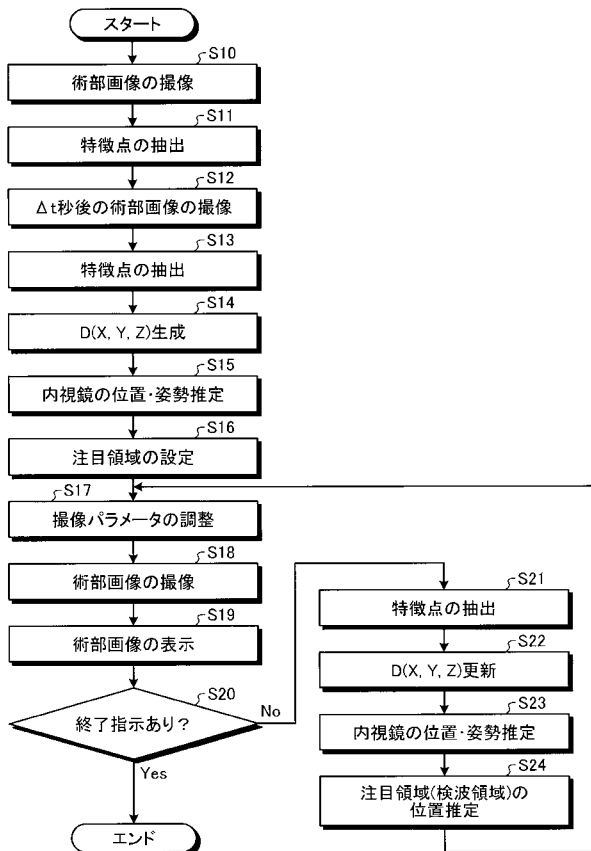 スタート
S10
術部画像の撮像
S11
特徴点の抽出
S12
Δt秒後の術部画像の撮像
S13
特徴点の抽出
S14
D(X, Y, Z)生成
S15
内視鏡の位置・姿勢推定
S16
注目領域の設定
S17
撮像パラメータの調整
S18
術部画像の撮像
S19
術部画像の表示
S20
終了指示あり?
No
Yes
エンド
S21
特徴点の抽出
S22
D(X, Y, Z)更新
S23
内視鏡の位置・姿勢推定
S24
注目領域(検波領域)の
位置推定